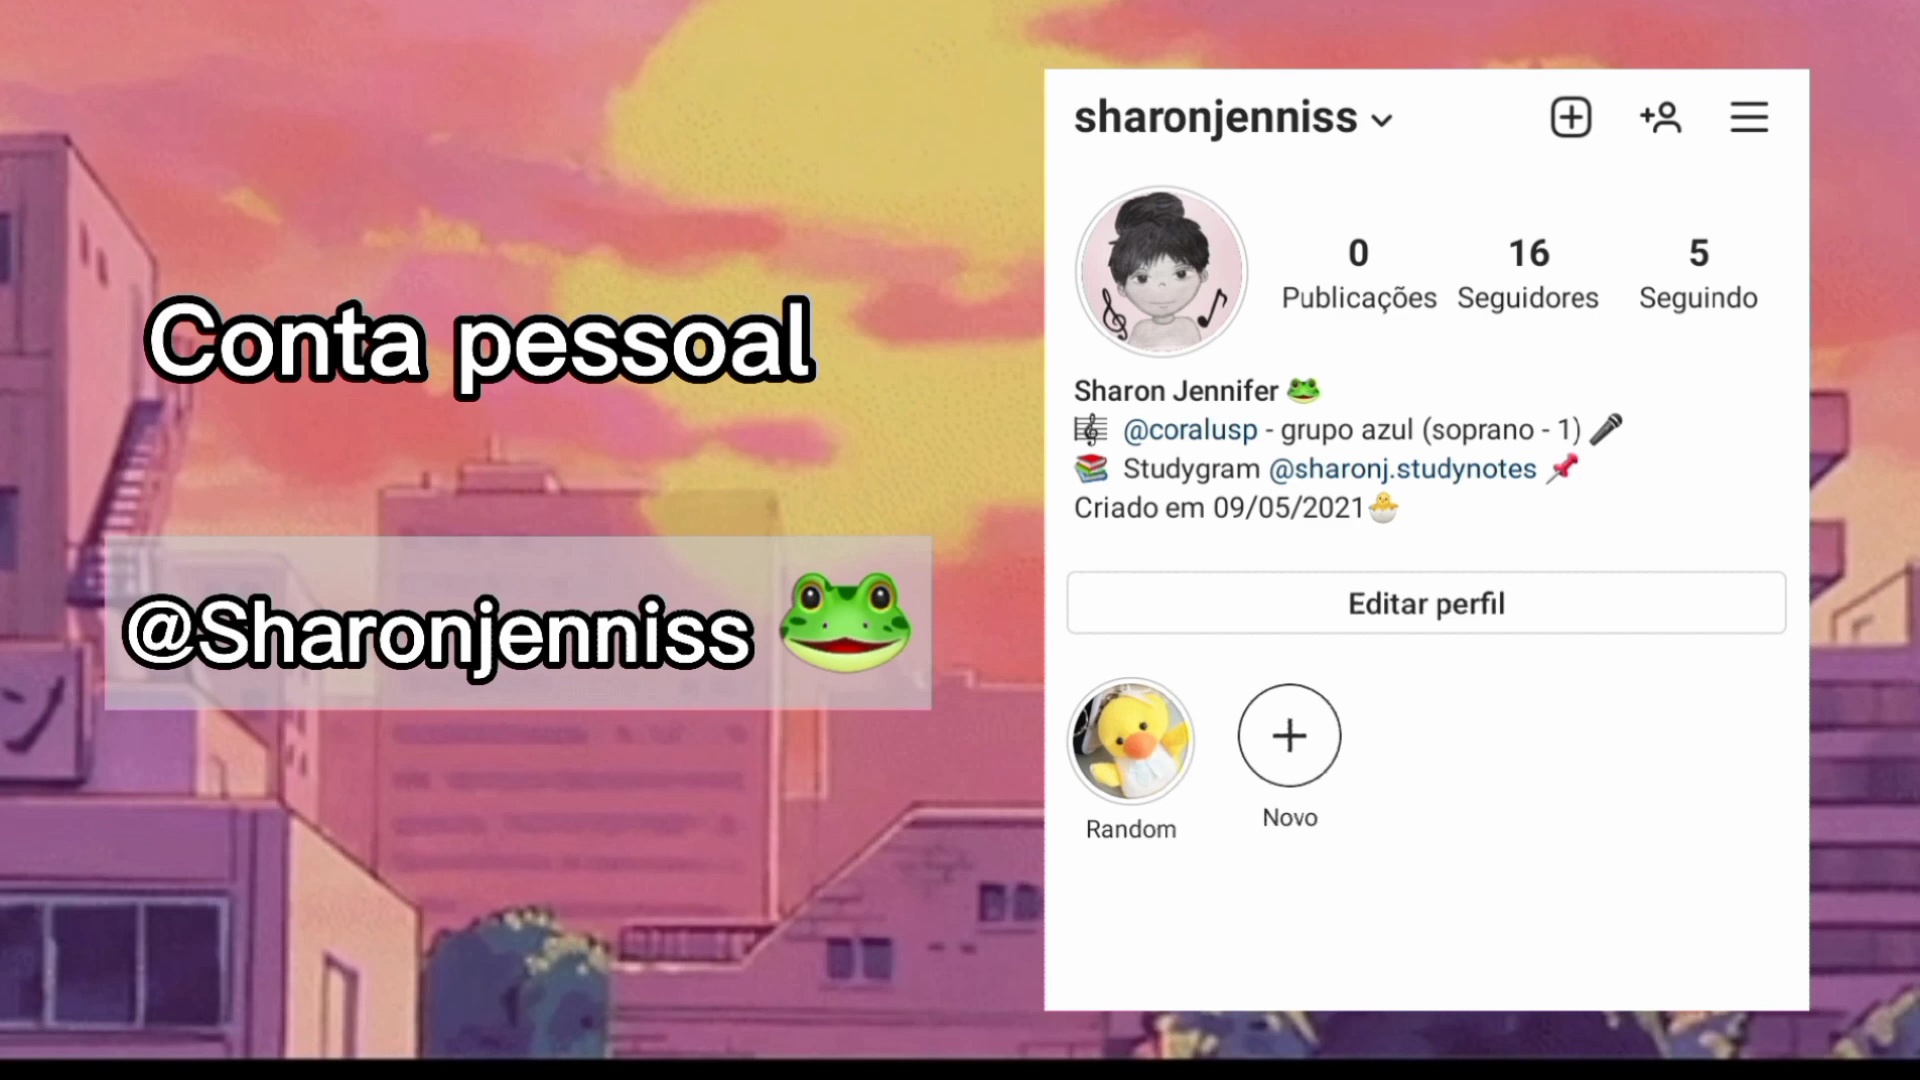 Conta pessoal
@Sharonjenniss 🐸
sharonjenniss
0
Publicações
16
Seguidores
5
Seguindo
Sharon Jennifer 🐸
🎼 @coralusp - grupo azul (soprano - 1) 🎤
📚 Studygram @sharonj.studynotes 📌
Criado em 09/05/2021🐣
Editar perfil
Random
Novo
ン